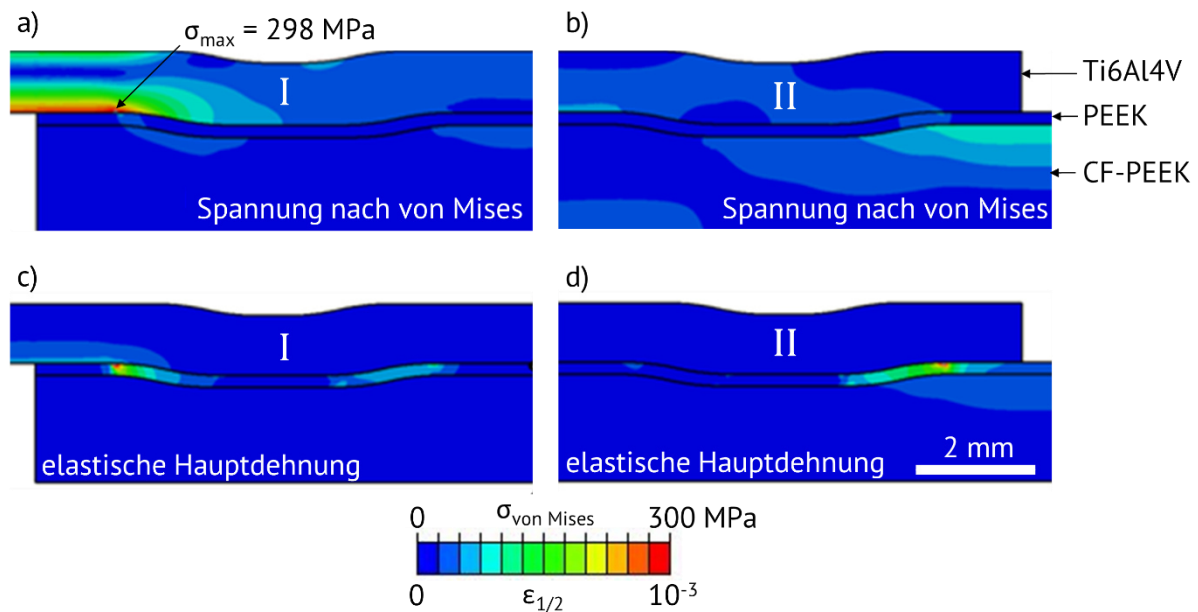 a)
σmax = 298 MPa
b)
I
II
Ti6Al4V
PEEK
CF-PEEK
Spannung nach von Mises
Spannung nach von Mises
c)
d)
I
II
elastische Hauptdehnung
elastische Hauptdehnung
2 mm
0 σvon Mises 300 MPa
0 ε1/2 10-3